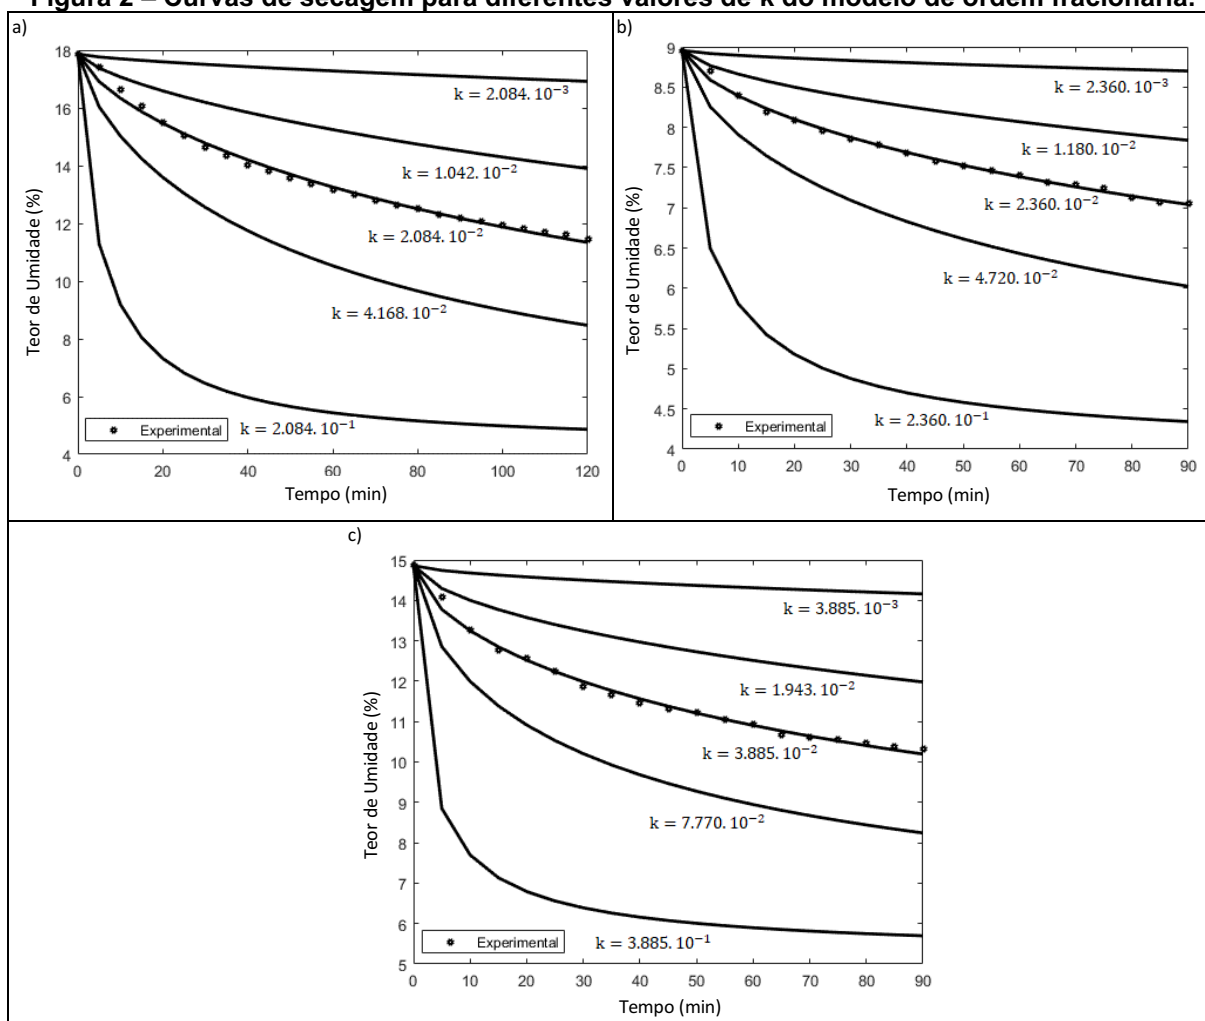 Figura 2 – Curvas de secagem para diferentes valores de k do modelo de ordem fracionária.
a)
18
16
14
12
10
8
6
4
0
20
40
60
80
100
120
Teor de Umidade (%)
Tempo (min)
k = 2.084. 10⁻³
k = 1.042. 10⁻²
k = 2.084. 10⁻²
k = 4.168. 10⁻²
k = 2.084. 10⁻¹
Experimental
b)
9
8.5
8
7.5
7
6.5
6
5.5
5
4.5
4
0
10
20
30
40
50
60
70
80
90
Teor de Umidade (%)
Tempo (min)
k = 2.360. 10⁻³
k = 1.180. 10⁻²
k = 2.360. 10⁻²
k = 4.720. 10⁻²
k = 2.360. 10⁻¹
Experimental
c)
15
14
13
12
11
10
9
8
7
6
5
0
10
20
30
40
50
60
70
80
90
Teor de Umidade (%)
Tempo (min)
k = 3.885. 10⁻³
k = 1.943. 10⁻²
k = 3.885. 10⁻²
k = 7.770. 10⁻²
k = 3.885. 10⁻¹
Experimental